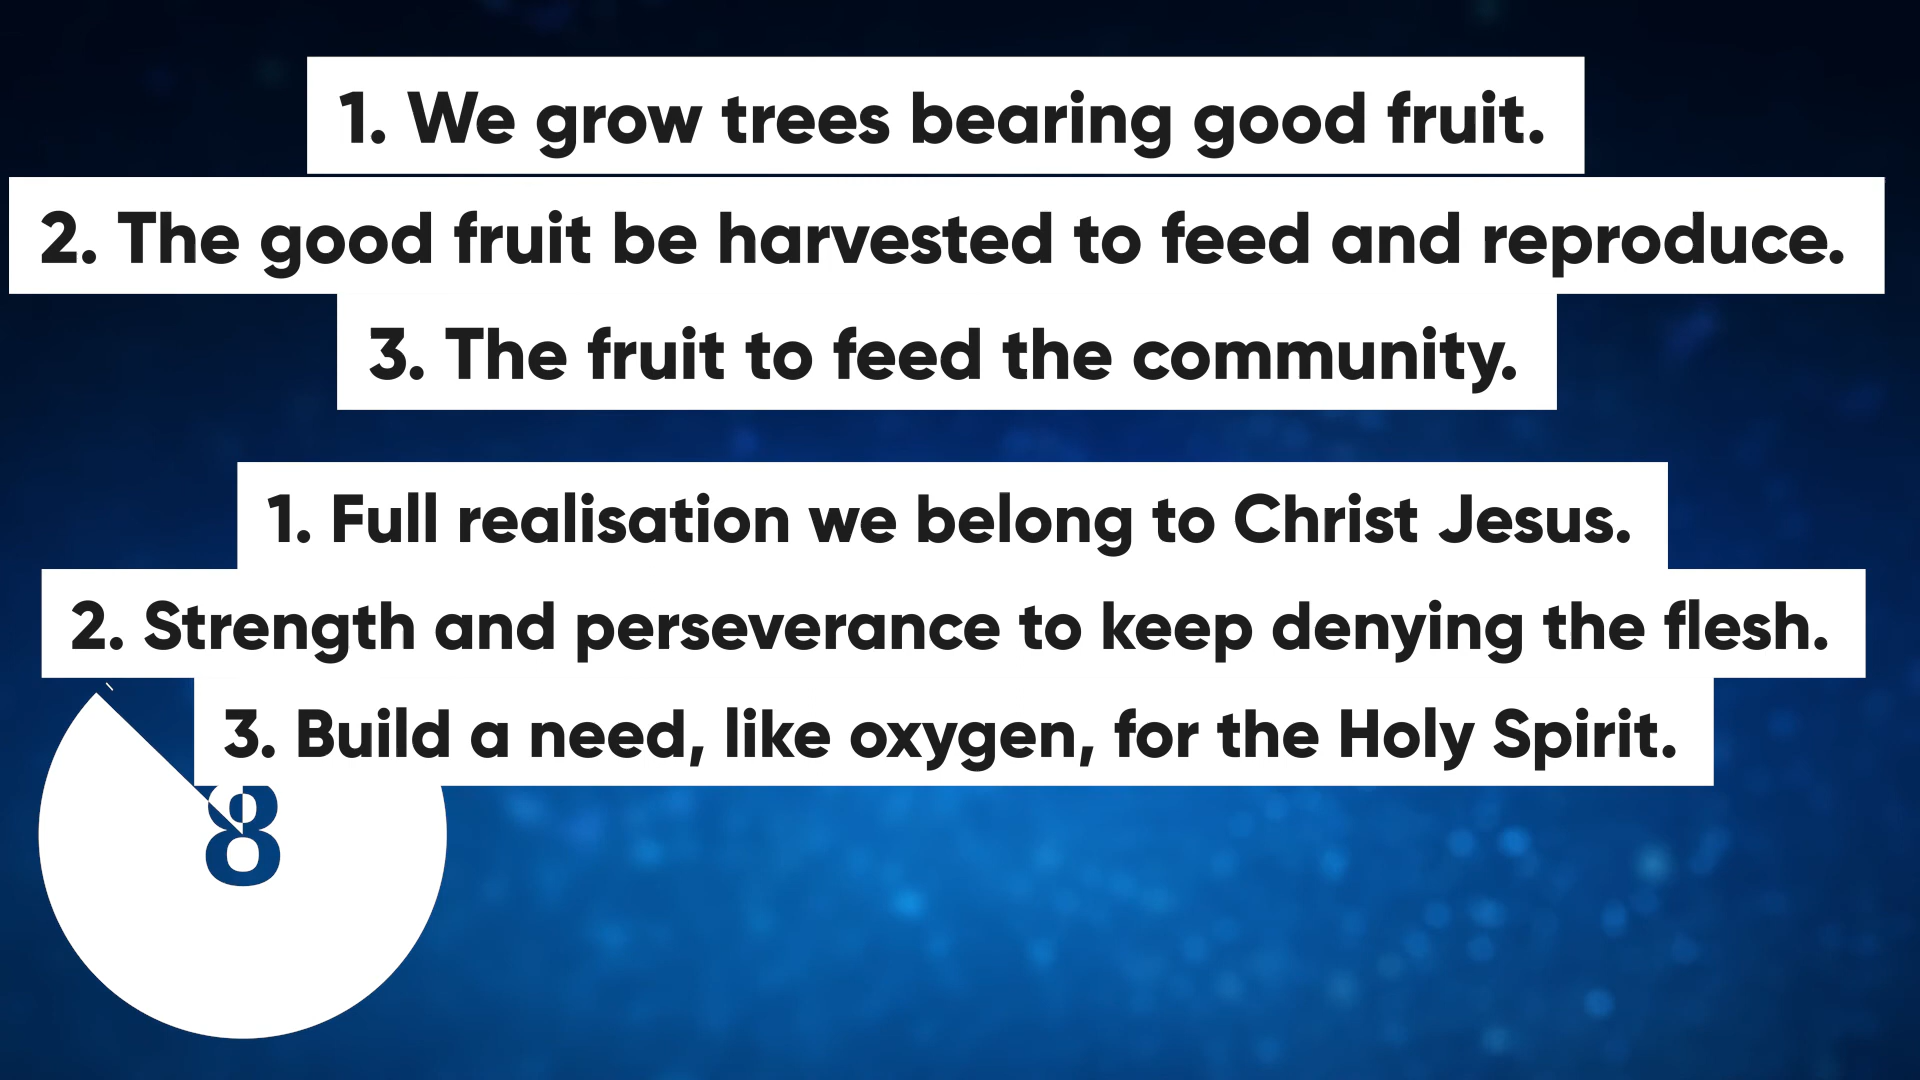 1. We grow trees bearing good fruit.
2. The good fruit be harvested to feed and reproduce.
3. The fruit to feed the community.
1. Full realisation we belong to Christ Jesus.
2. Strength and perseverance to keep denying the flesh.
3. Build a need, like oxygen, for the Holy Spirit.
8